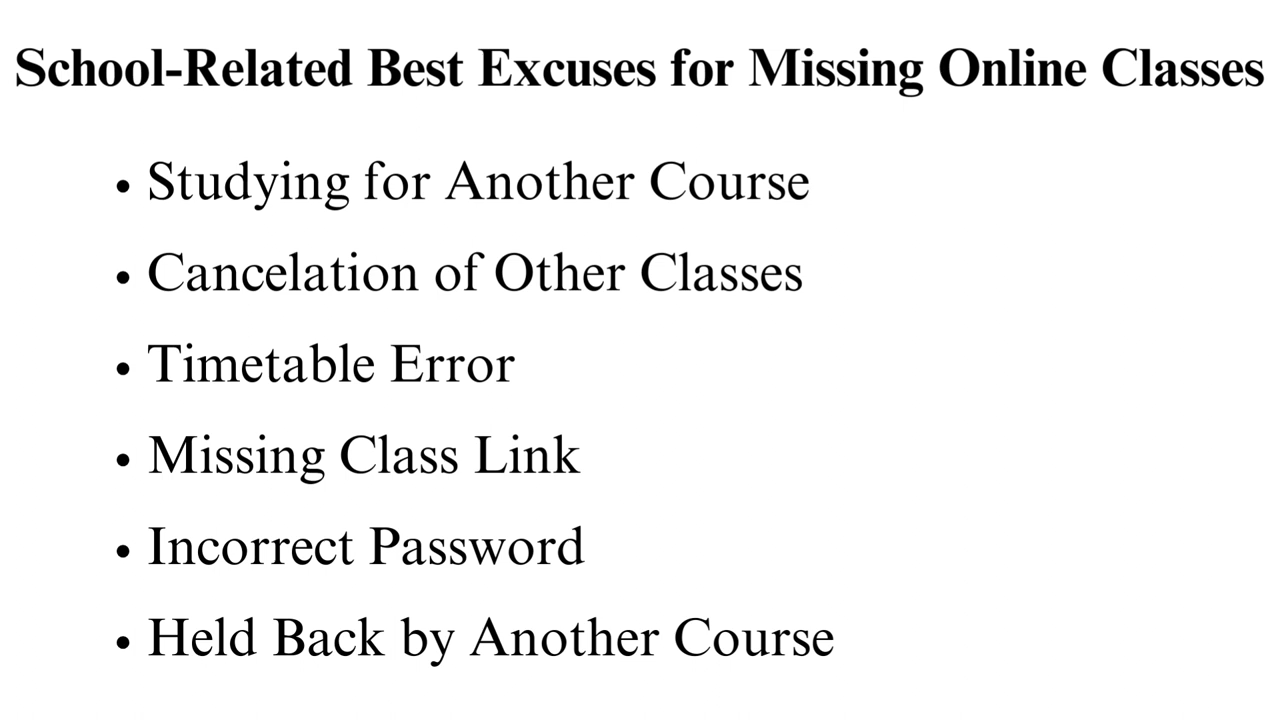 School-Related Best Excuses for Missing Online Classes
• Studying for Another Course
• Cancelation of Other Classes
• Timetable Error
• Missing Class Link
• Incorrect Password
• Held Back by Another Course